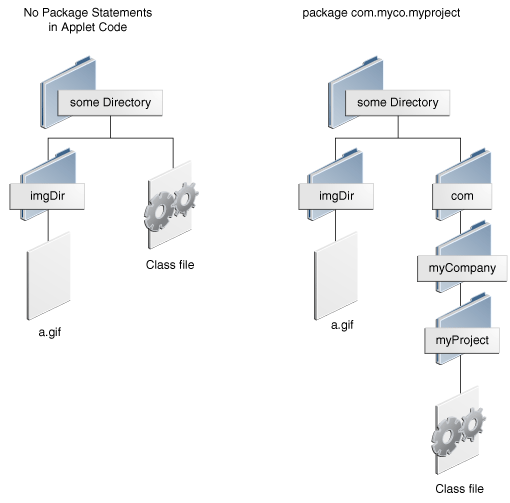 No Package Statements
in Applet Code
some Directory
imgDir
a.gif
Class file
package com.myco.myproject
some Directory
imgDir
com
myCompany
a.gif
myProject
Class file